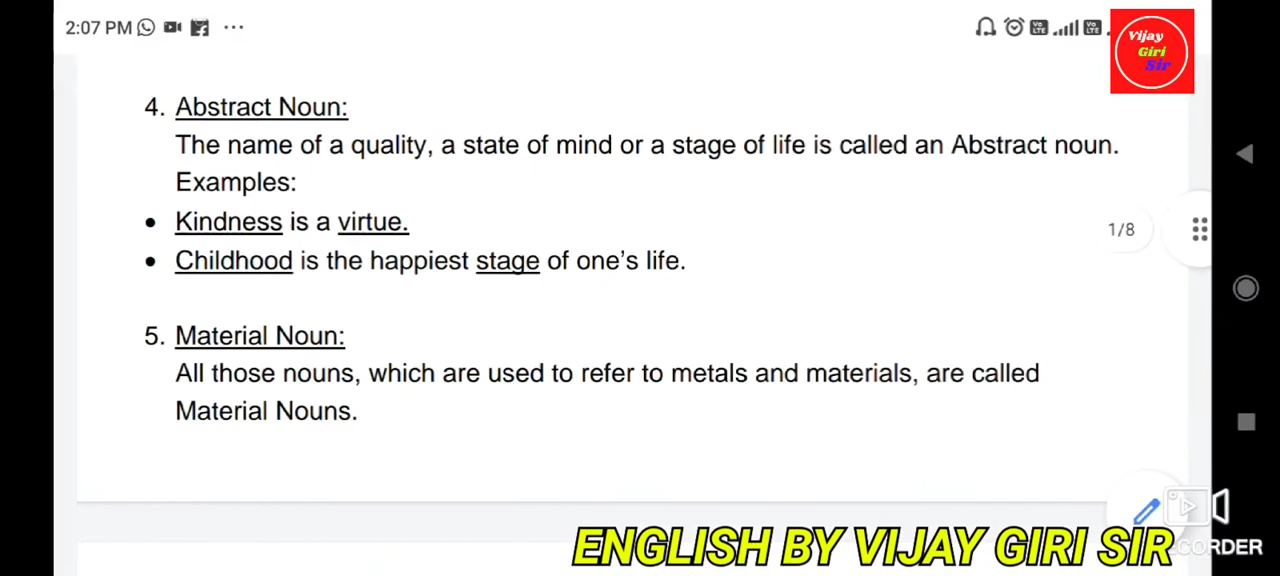 2:07 PM
Vijay
Giri
Sir
4. Abstract Noun:
The name of a quality, a state of mind or a stage of life is called an Abstract noun.
Examples:
• Kindness is a virtue.
1/8
• Childhood is the happiest stage of one’s life.
5. Material Noun:
All those nouns, which are used to refer to metals and materials, are called
Material Nouns.
ENGLISH BY VIJAY GIRI SIR